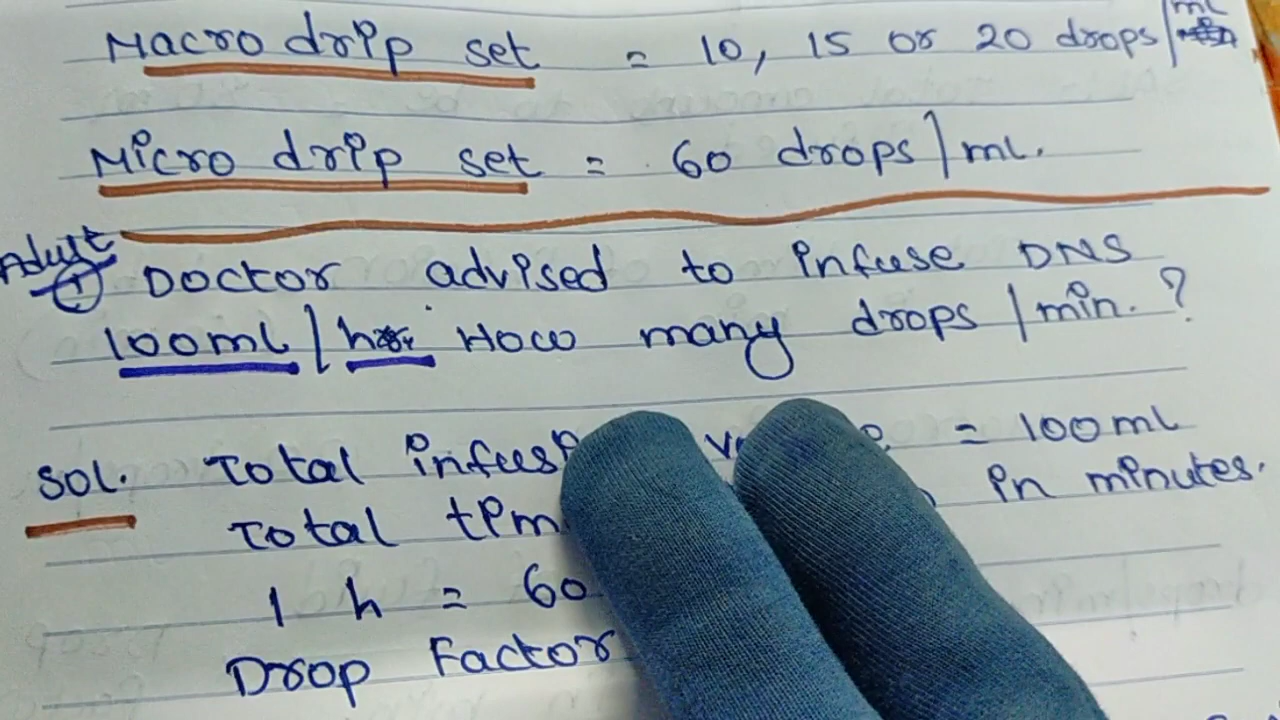 Macro drip set = 10, 15 or 20 drops/ml
Micro drip set = 60 drops/ml.
Adult
① Doctor advised to infuse DNS
100ml/hr How many drops/min.?
Sol. Total = 100ml
Total in minutes.
1 h = 60
Drop Factor